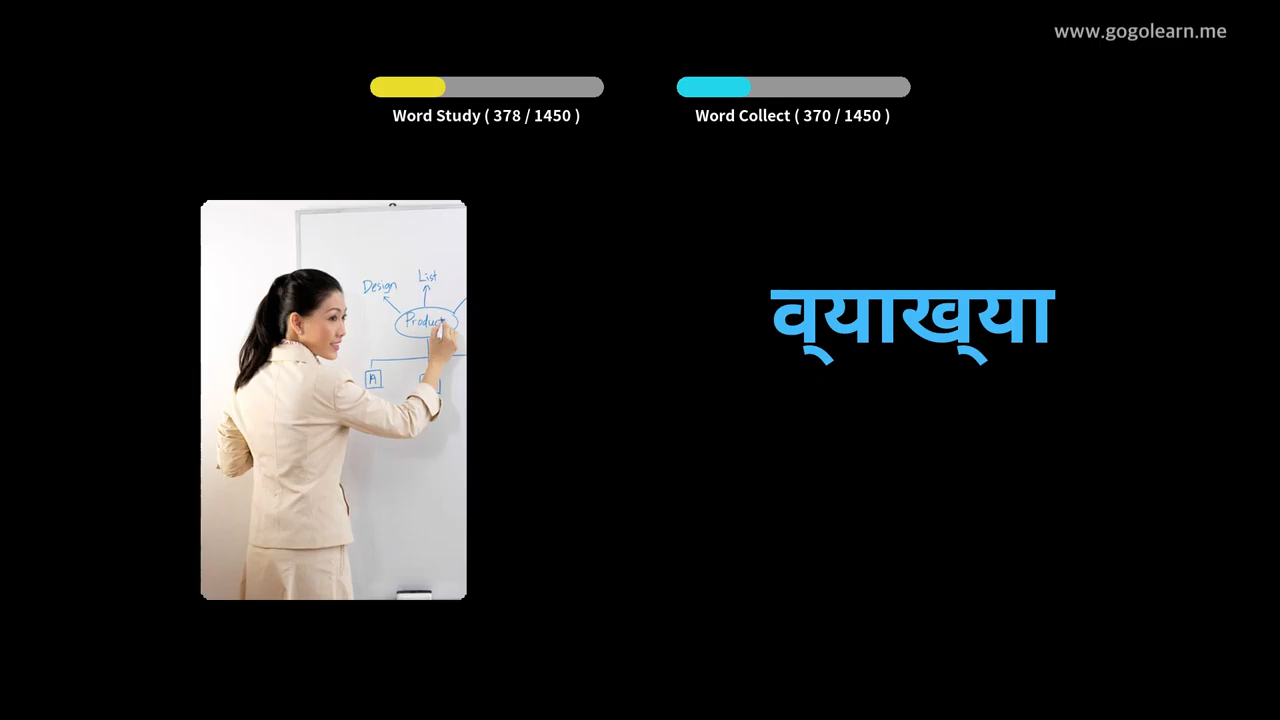 www.gogolearn.me
Word Study ( 378 / 1450 )
Word Collect ( 370 / 1450 )
List
Design
Product
A
व्याख्या